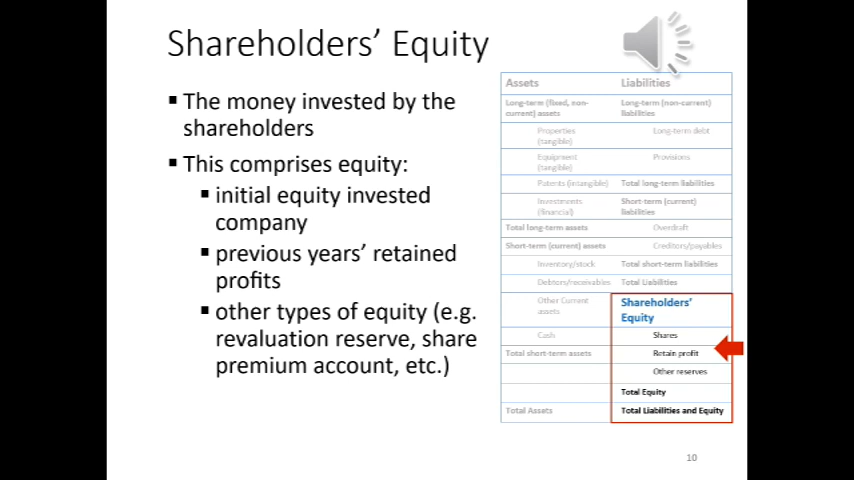 Shareholders' Equity
▪ The money invested by the
shareholders
▪ This comprises equity:
▪ initial equity invested
company
▪ previous years' retained
profits
▪ other types of equity (e.g.
revaluation reserve, share
premium account, etc.)
Assets Liabilities
Long-term (fixed, non-
current) assets
Long-term (non-current)
liabilities
Properties
(tangible)
Long-term debt
Equipment
(tangible)
Provisions
Patents (intangible) Total long-term liabilities
Investments
(financial)
Short-term (current)
liabilities
Total long-term assets Overdraft
Short-term (current) assets Creditors/payables
Inventory/stock Total short-term liabilities
Debtors/receivables Total Liabilities
Other Current
assets
Shareholders'
Equity
Cash Shares
Total short-term assets Retain profit
Other reserves
Total Equity
Total Assets Total Liabilities and Equity
10